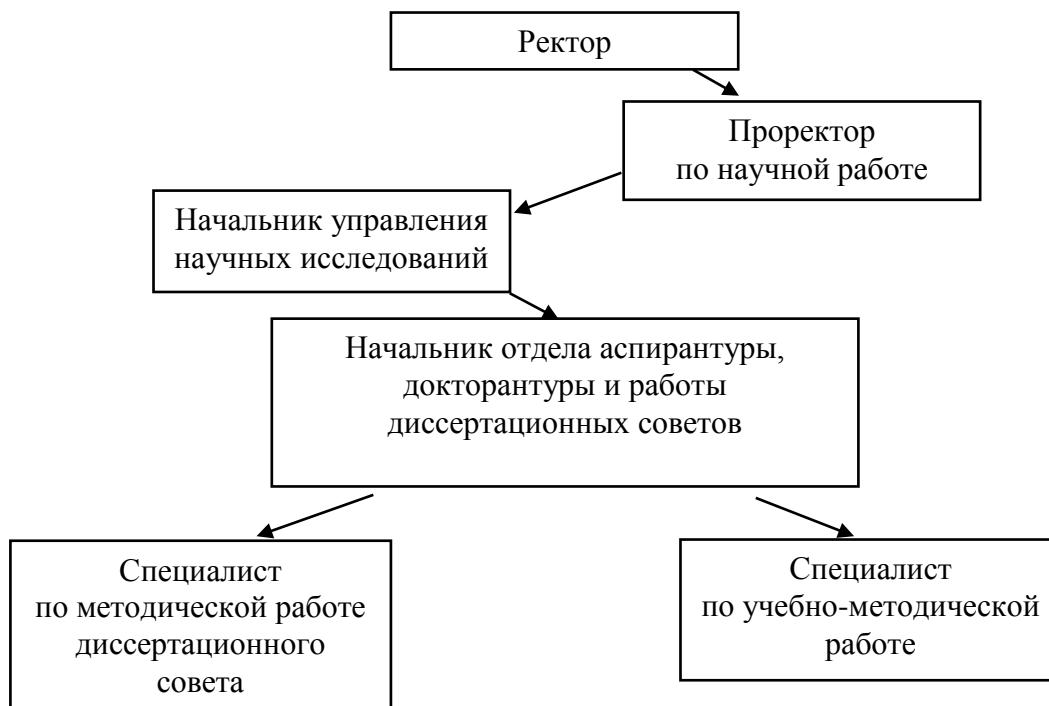 Ректор
Проректор
по научной работе
Начальник управления
научных исследований
Начальник отдела аспирантуры,
докторантуры и работы
диссертационных советов
Специалист
по методической работе
диссертационного
совета
Специалист
по учебно-методической
работе